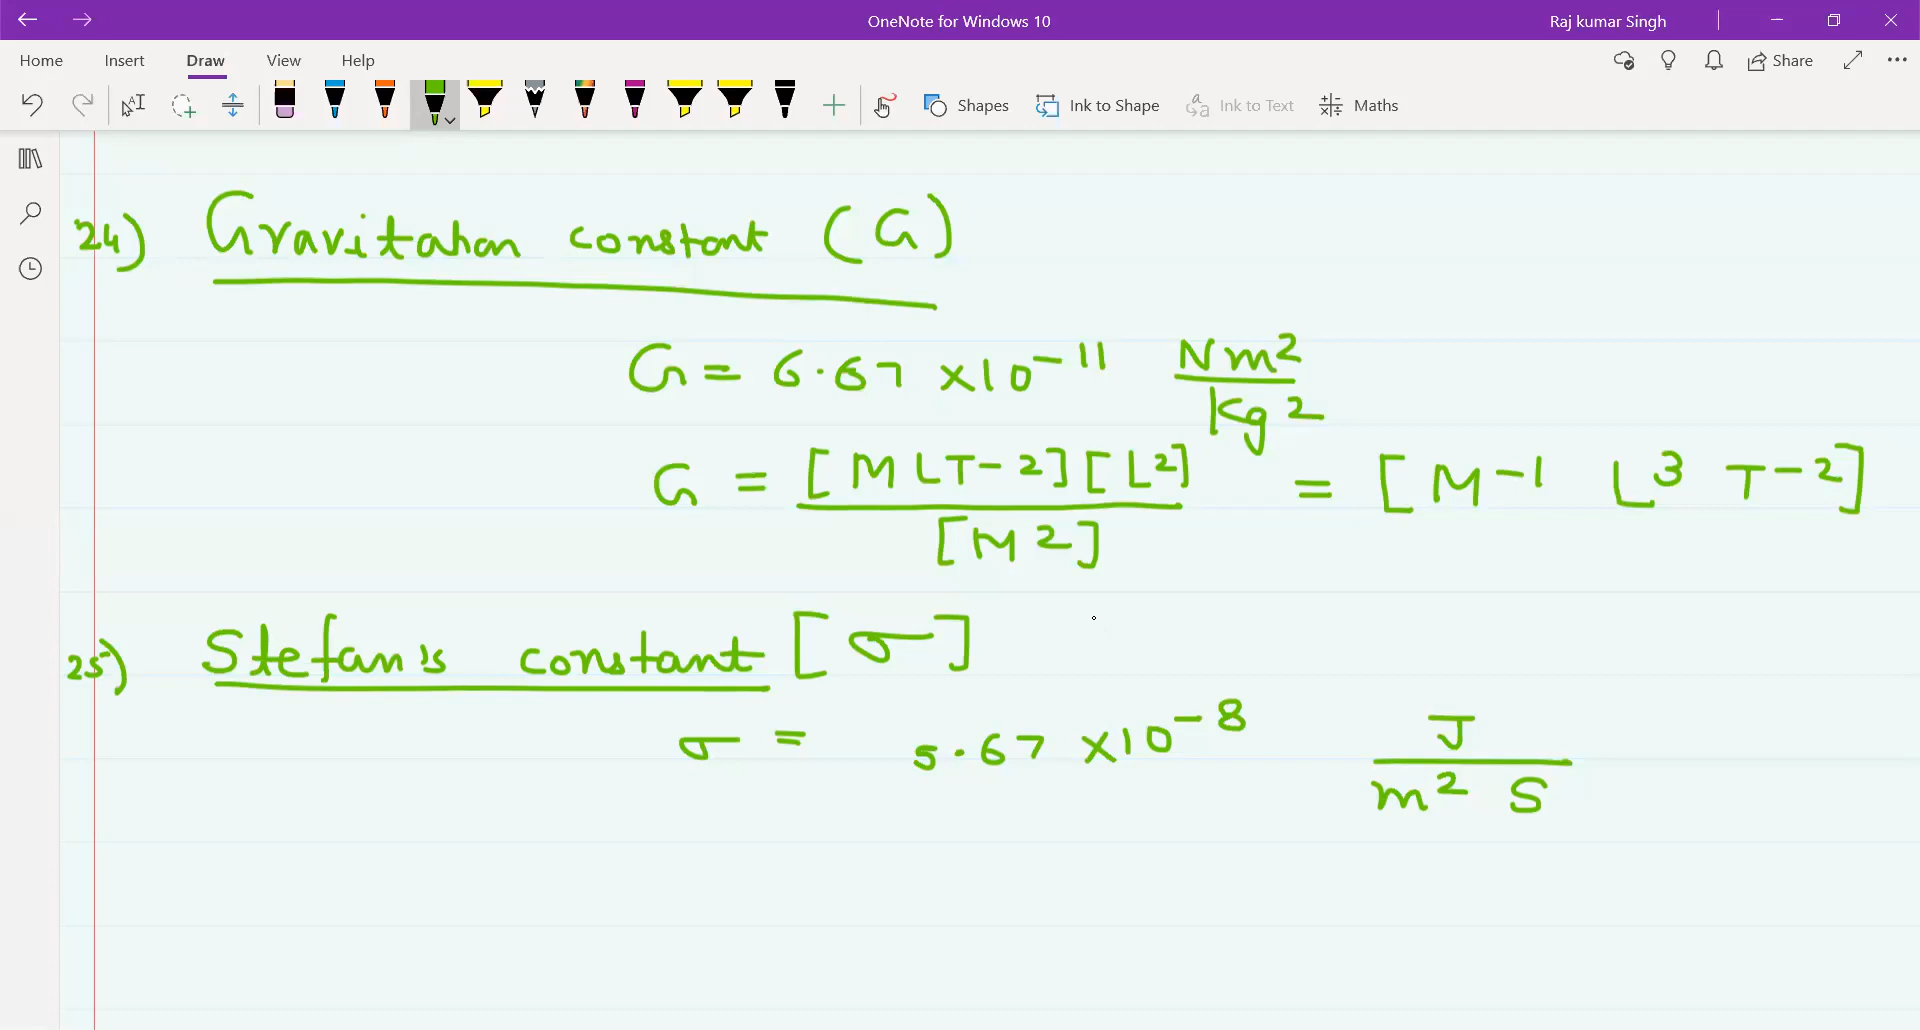 OneNote for Windows 10
Raj kumar Singh
Home Insert Draw View Help Share
Shapes Ink to Shape Ink to Text Maths
24) Gravitation constant (G)
G = 6.67 ×10⁻¹¹ Nm²/Kg²
G = [MLT-2][L²]/[M2] = [M-1 L3 T-2]
25) Stefan's constant [σ]
σ = 5.67 ×10⁻⁸ J/m² S